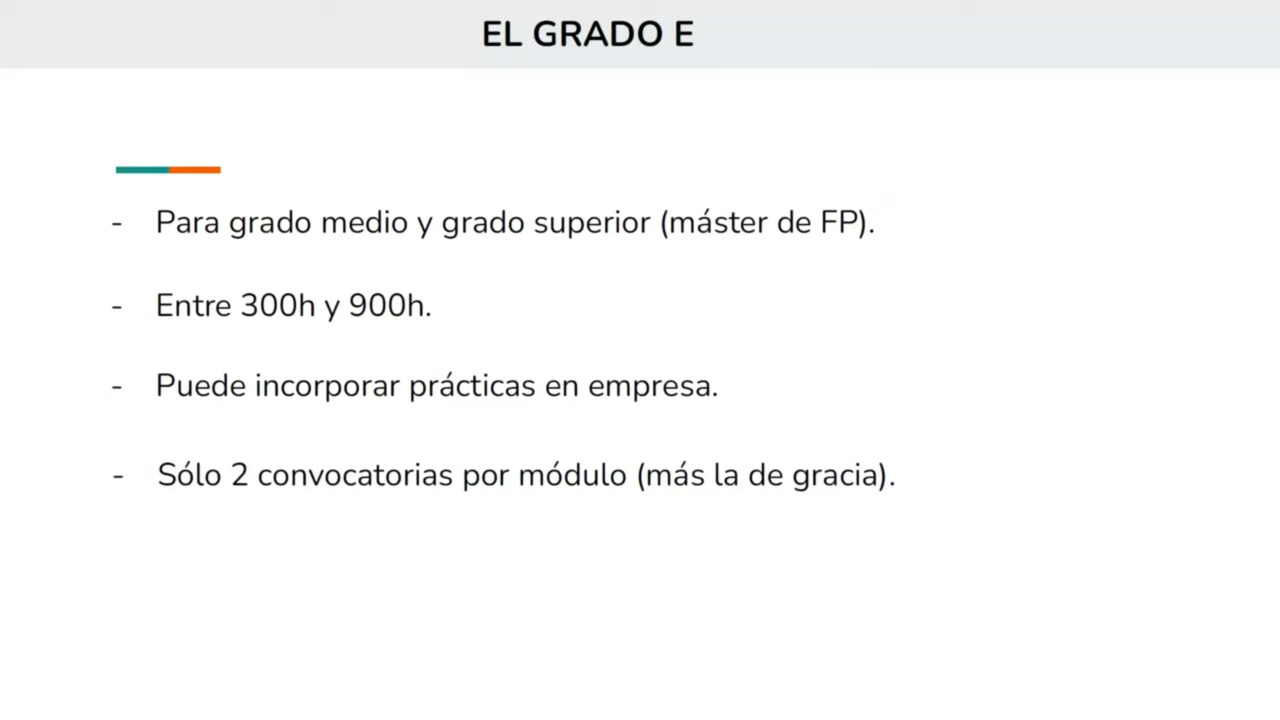 EL GRADO E
- Para grado medio y grado superior (máster de FP).
- Entre 300h y 900h.
- Puede incorporar prácticas en empresa.
- Sólo 2 convocatorias por módulo (más la de gracia).